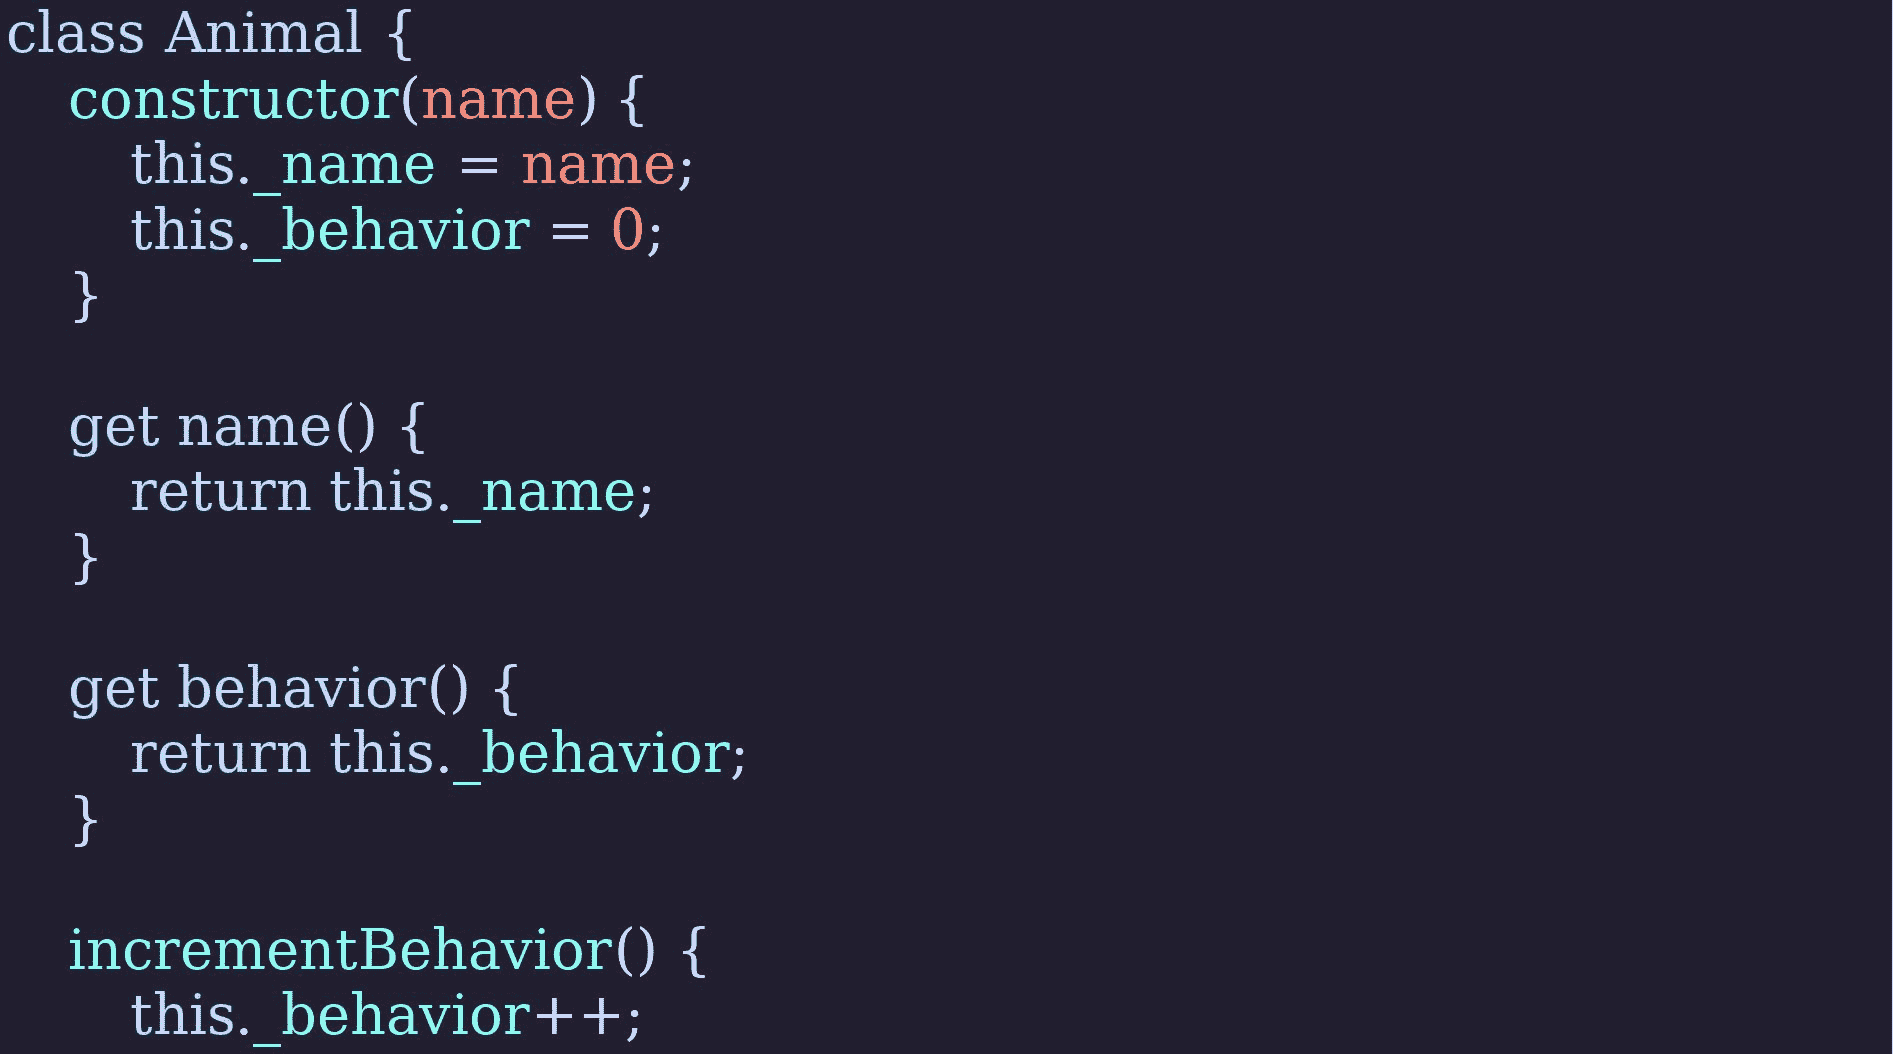 class Animal {
constructor(name) {
this._name = name;
this._behavior = 0;
}
get name() {
return this._name;
}
get behavior() {
return this._behavior;
}
incrementBehavior() {
this._behavior++;